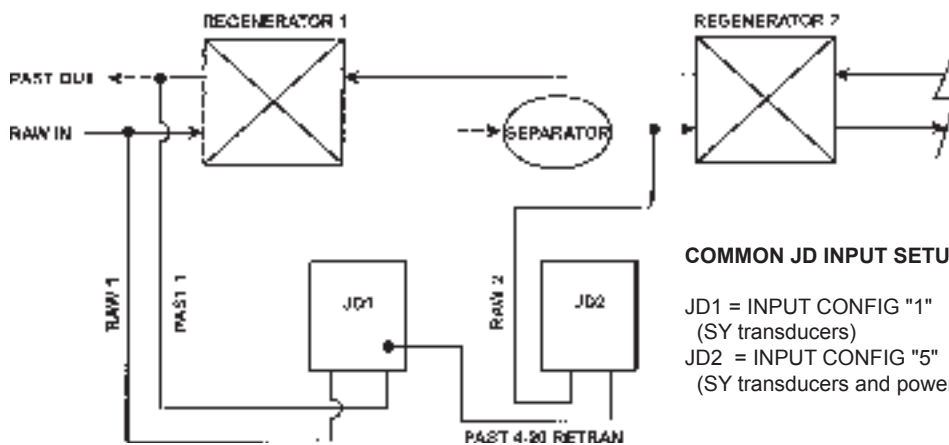 REGENERATOR 1
REGENERATOR 2
PAST OUT
RAW IN
SEPARATOR
RAW 1
PAST 1
JD1
RAW 2
JD2
COMMON JD INPUT SETU
JD1 = INPUT CONFIG "1"
(SY transducers)
JD2 = INPUT CONFIG "5"
(SY transducers and power
PAST 4-20 RETRAN